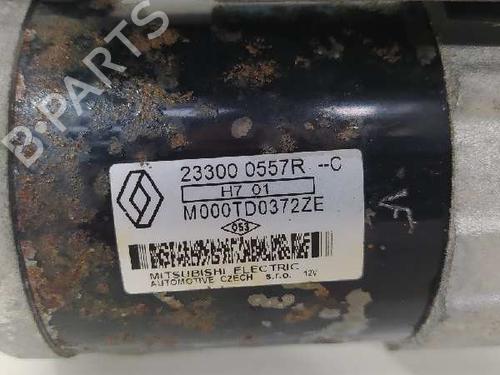 B-PARTS
23300 0557R --C
H7 01
M000TD0372ZE
053
MITSUBISHI ELECTRIC
AUTOMOTIVE CZECH s.r.o. 12V